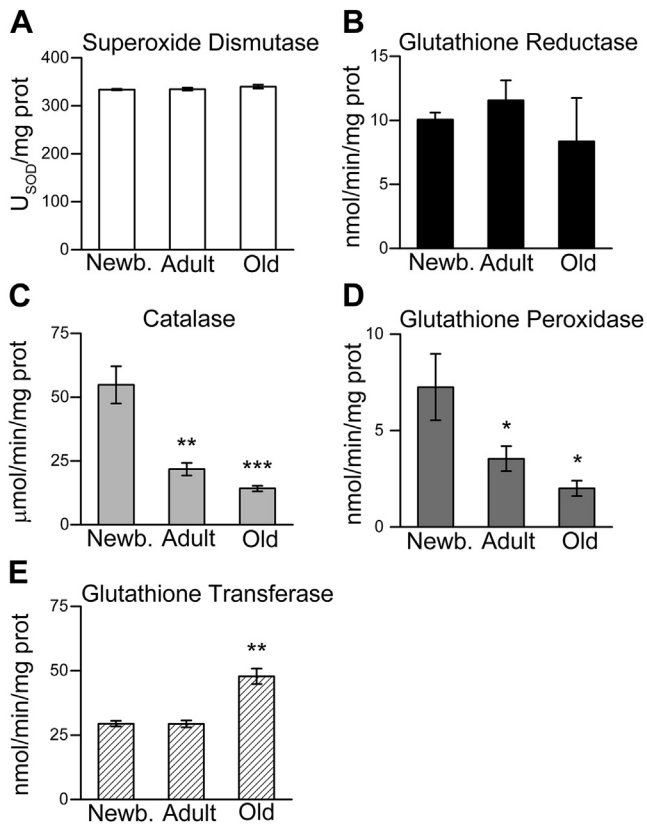 A
Superoxide Dismutase
U_SOD/mg prot
400
300
200
100
0
Newb. Adult Old
B
Glutathione Reductase
nmol/min/mg prot
15
10
5
0
Newb. Adult Old
C
Catalase
μmol/min/mg prot
75
50
25
0
**
***
Newb. Adult Old
D
Glutathione Peroxidase
nmol/min/mg prot
10
5
0
*
*
Newb. Adult Old
E
Glutathione Transferase
nmol/min/mg prot
75
50
25
0
**
Newb. Adult Old